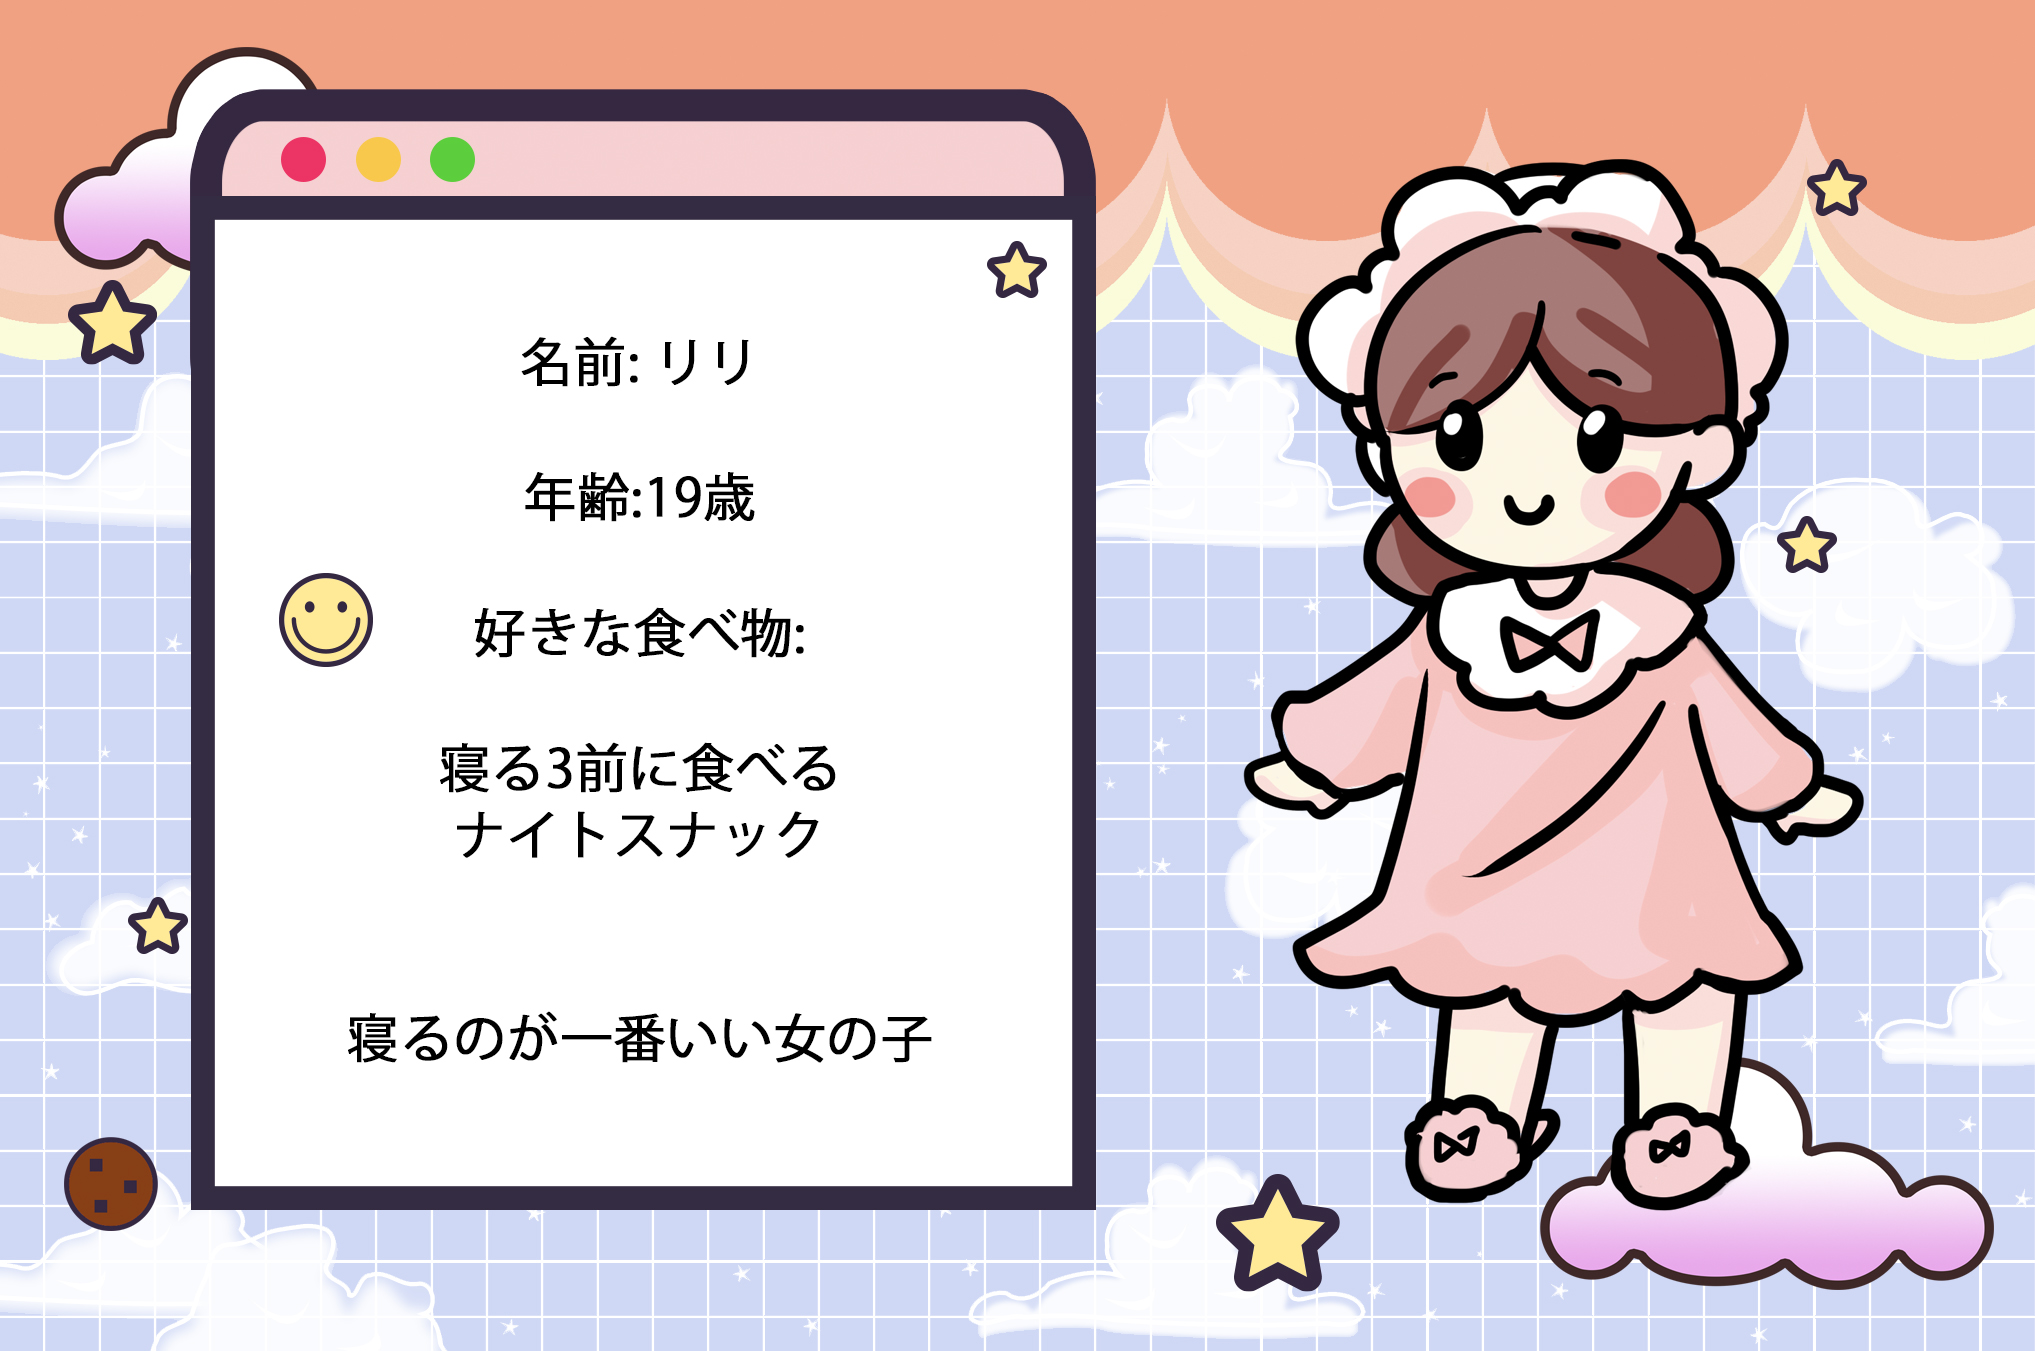 名前: リリ
年齢:19歳
好きな食べ物:
寝る3前に食べる
ナイトスナック
寝るのが一番いい女の子